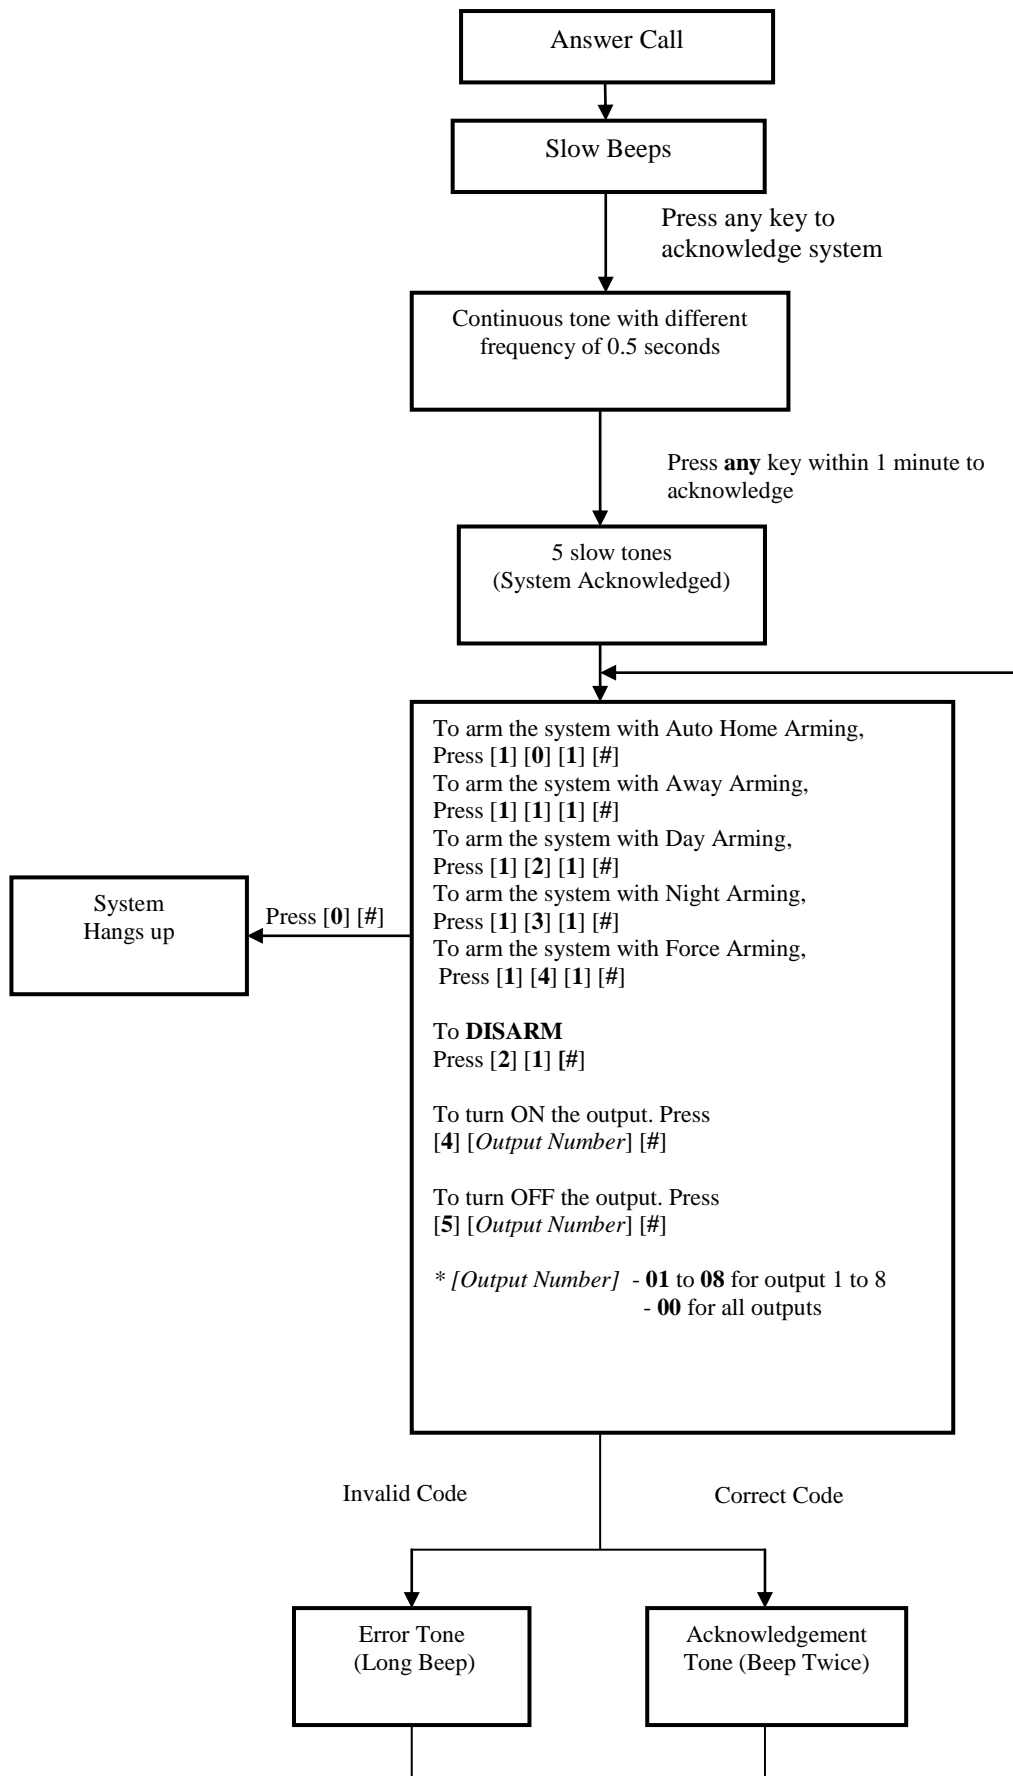 Answer Call
Slow Beeps
Press any key to
acknowledge system
Continuous tone with different
frequency of 0.5 seconds
Press any key within 1 minute to
acknowledge
5 slow tones
(System Acknowledged)
To arm the system with Auto Home Arming,
Press [1] [0] [1] [#]
To arm the system with Away Arming,
Press [1] [1] [1] [#]
To arm the system with Day Arming,
Press [1] [2] [1] [#]
To arm the system with Night Arming,
Press [1] [3] [1] [#]
To arm the system with Force Arming,
Press [1] [4] [1] [#]
To DISARM
Press [2] [1] [#]
To turn ON the output. Press
[4] [Output Number] [#]
To turn OFF the output. Press
[5] [Output Number] [#]
* [Output Number] - 01 to 08 for output 1 to 8
- 00 for all outputs
System
Hangs up
Press [0] [#]
Invalid Code
Correct Code
Error Tone
(Long Beep)
Acknowledgement
Tone (Beep Twice)